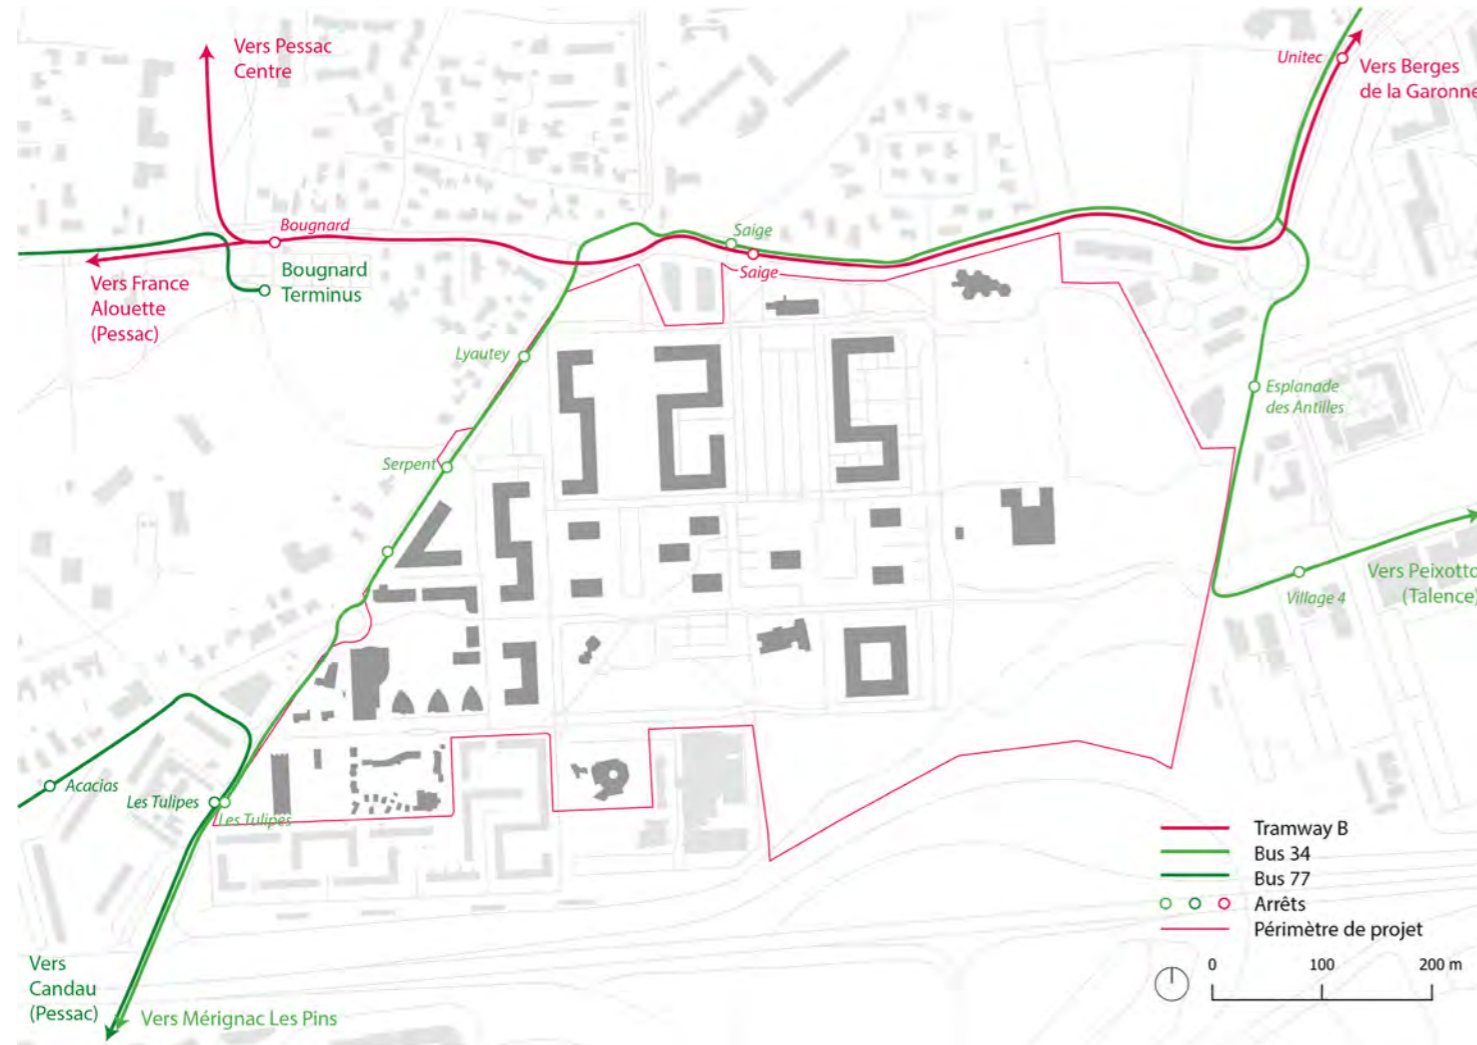 Vers Pessac
Centre
Unitec
Vers Berges
de la Garonne
Bougnard
Saige
Saige
Bougnard
Terminus
Vers France
Alouette
(Pessac)
Lyautey
Esplanade
des Antilles
Serpent
Vers Peixotto
(Talence)
Village 4
Acacias
Les Tulipes
Les Tulipes
Tramway B
Bus 34
Bus 77
Arrêts
Périmètre de projet
0 100 200 m
Vers
Candau
(Pessac)
Vers Mérignac Les Pins